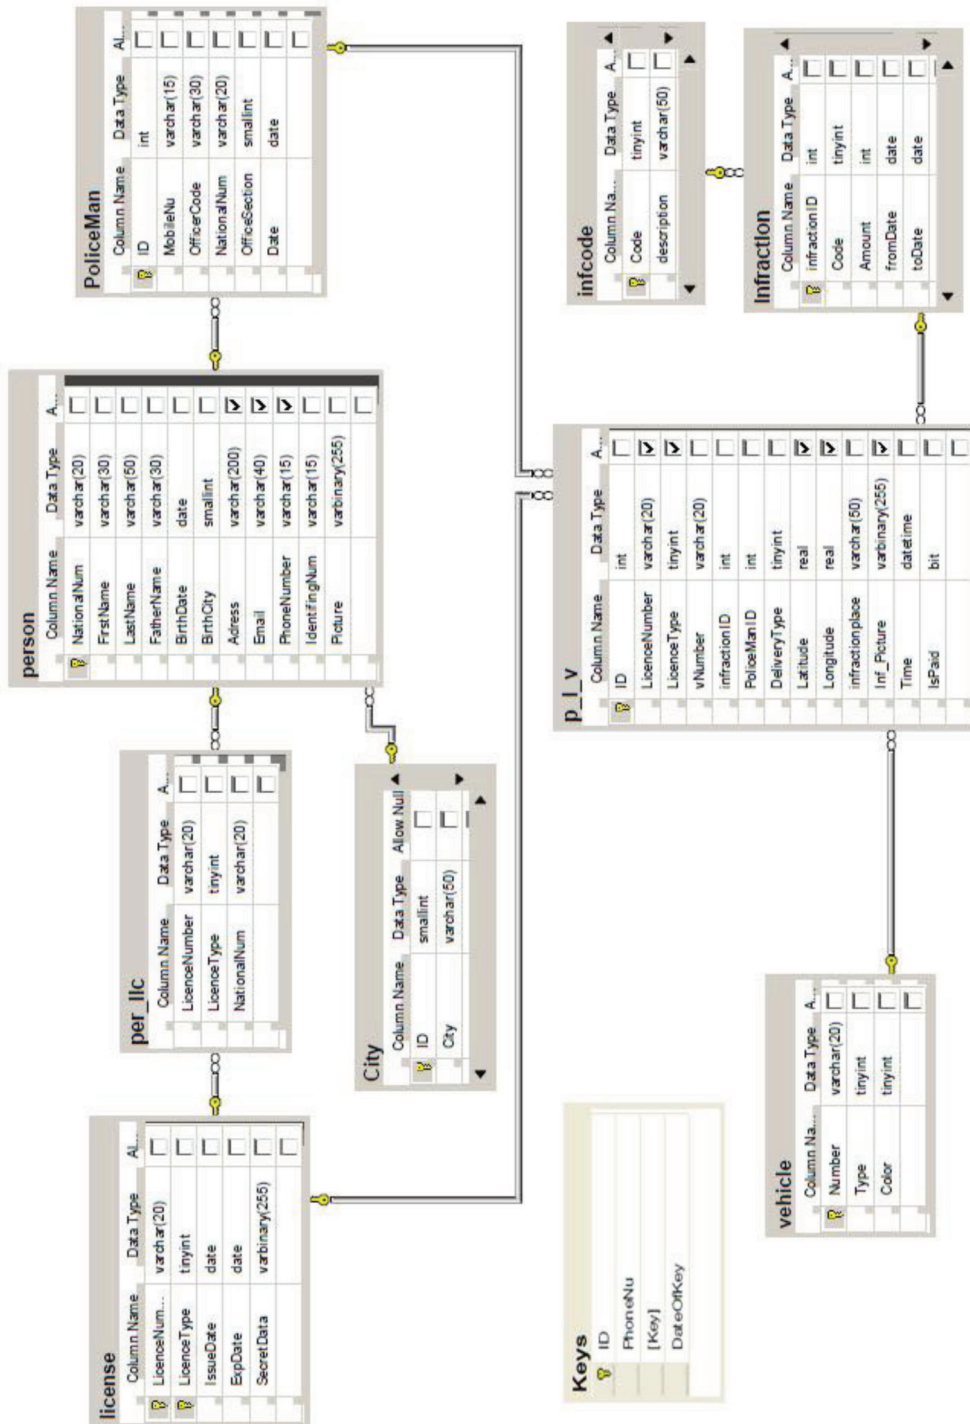 license
Column Name Data Type Al...
LicenceNum... varchar(20)
LicenceType tinyint
IssueDate date
ExpDate date
SecretData varbinary(255)
per_lic
Column Name Data Type A...
LicenceNumber varchar(20)
LicenceType tinyint
NationalNum varchar(20)
person
Column Name Data Type A...
NationalNum varchar(20)
FirstName varchar(30)
LastName varchar(50)
FatherName varchar(30)
BirthDate date
BirthCity smallint
Adress varchar(200)
Email varchar(40)
PhoneNumber varchar(15)
IdentifingNum varchar(15)
Picture varbinary(255)
PoliceMan
Column Name Data Type Al...
ID int
MobileNu varchar(15)
OfficerCode varchar(30)
NationalNum varchar(20)
OfficeSection smallint
Date date
City
Column Name Data Type Allow Null
ID smallint
City varchar(50)
Keys
ID
PhoneNu
[Key]
DateOfKey
vehicle
Column Na... Data Type A...
Number varchar(20)
Type tinyint
Color tinyint
p_l_v
Column Name Data Type A...
ID int
LicenceNumber varchar(20)
LicenceType tinyint
vNumber varchar(20)
infractionID int
PoliceManID int
DeliveryType tinyint
Latitude real
Longitude real
infractionplace varchar(50)
Inf_Picture varbinary(255)
Time datetime
IsPaid bit
infcode
Column Na... Data Type A...
Code tinyint
description varchar(50)
Infraction
Column Name Data Type A...
infractionID int
Code tinyint
Amount int
fromDate date
toDate date